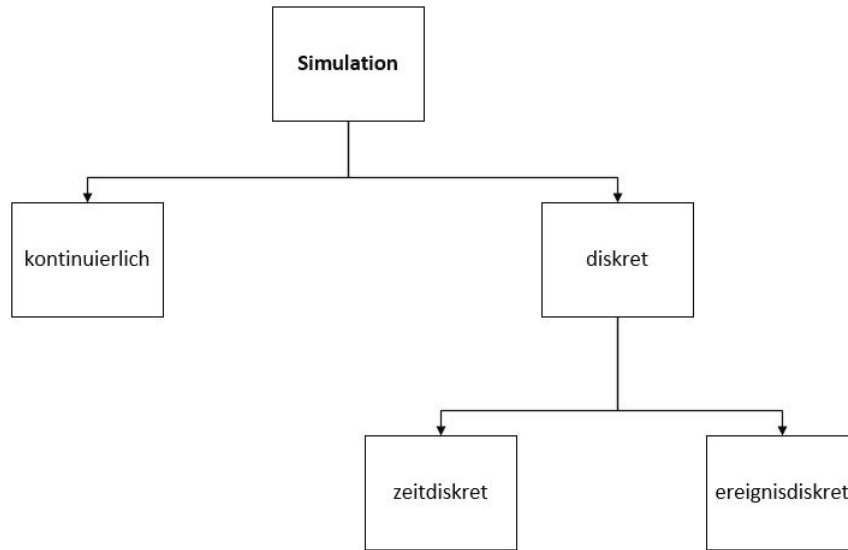 Simulation
kontinuierlich
diskret
zeitdiskret
ereignisdiskret